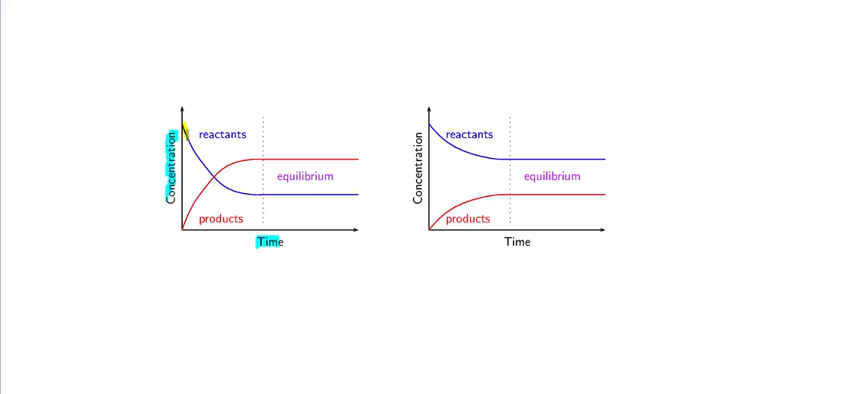 Concentration
reactants
equilibrium
products
Time
Concentration
reactants
equilibrium
products
Time